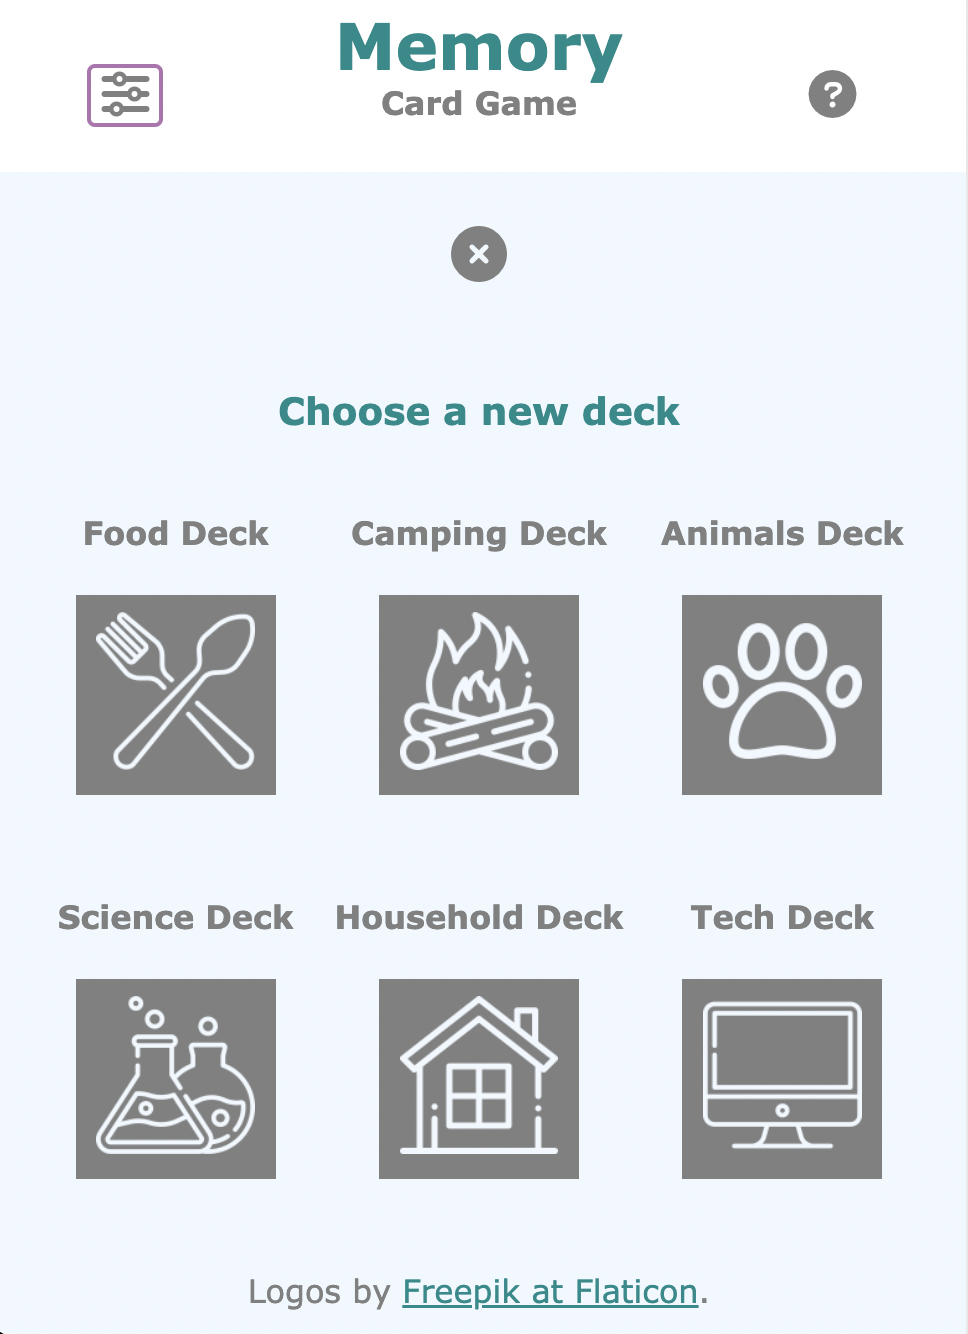 Memory
Card Game
Choose a new deck
Food Deck
Camping Deck
Animals Deck
Science Deck
Household Deck
Tech Deck
Logos by Freepik at Flaticon.